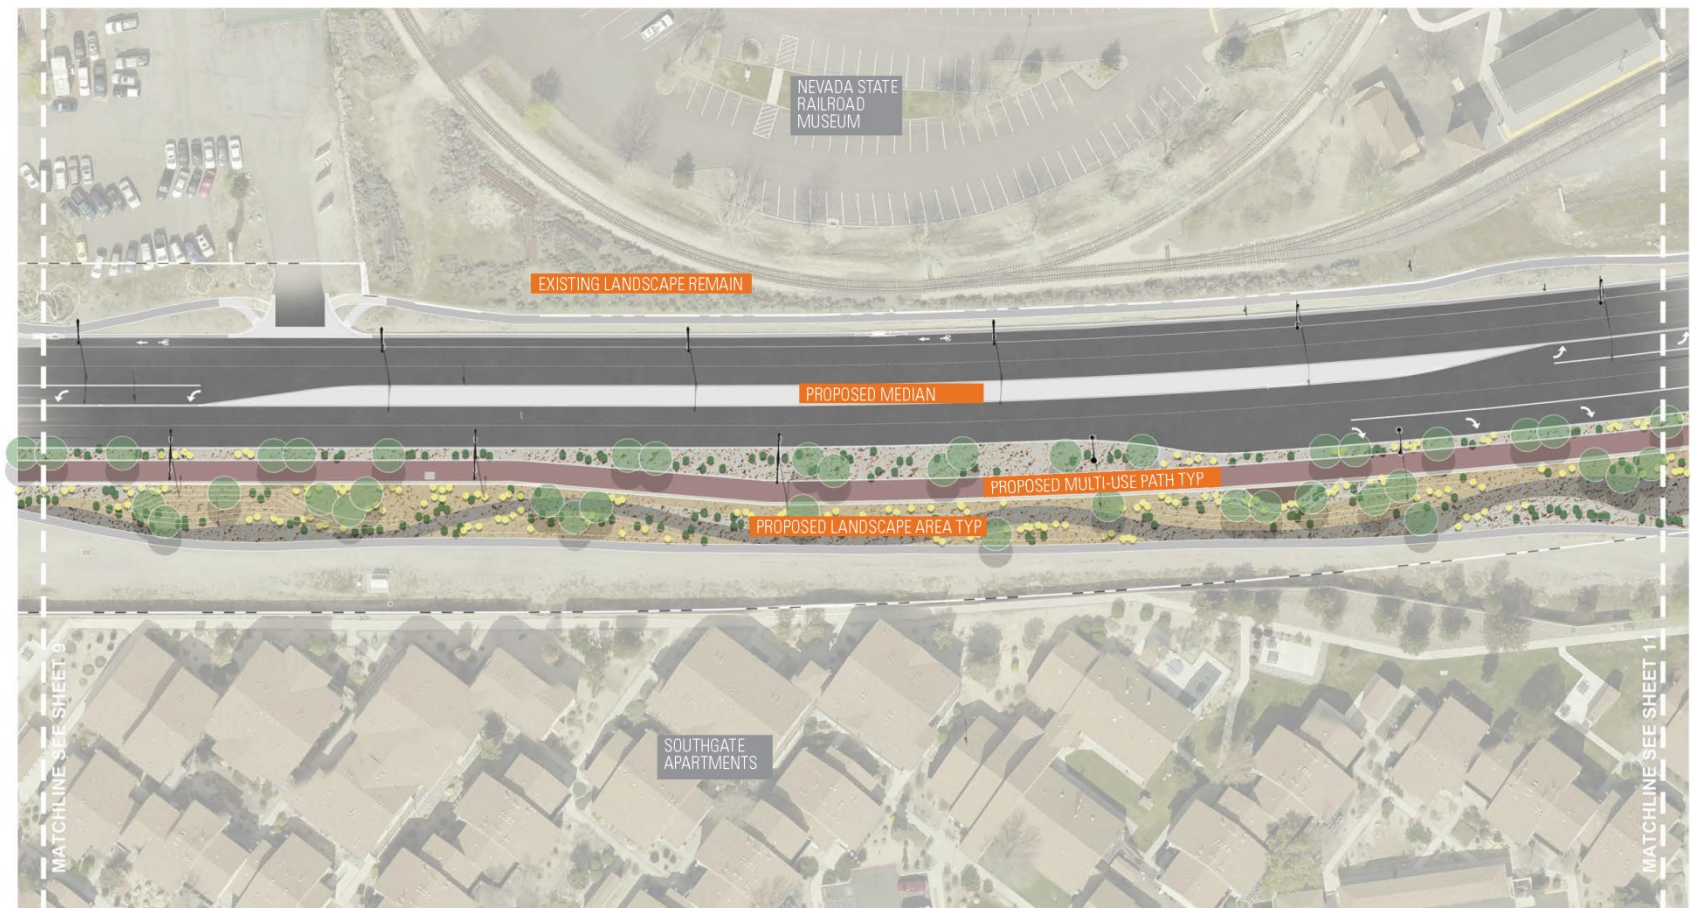 NEVADA STATE
RAILROAD
MUSEUM
EXISTING LANDSCAPE REMAIN
PROPOSED MEDIAN
PROPOSED MULTI-USE PATH TYP
PROPOSED LANDSCAPE AREA TYP
SOUTHGATE
APARTMENTS
MATCHLINE SEE SHEET 9
MATCHLINE SEE SHEET 11